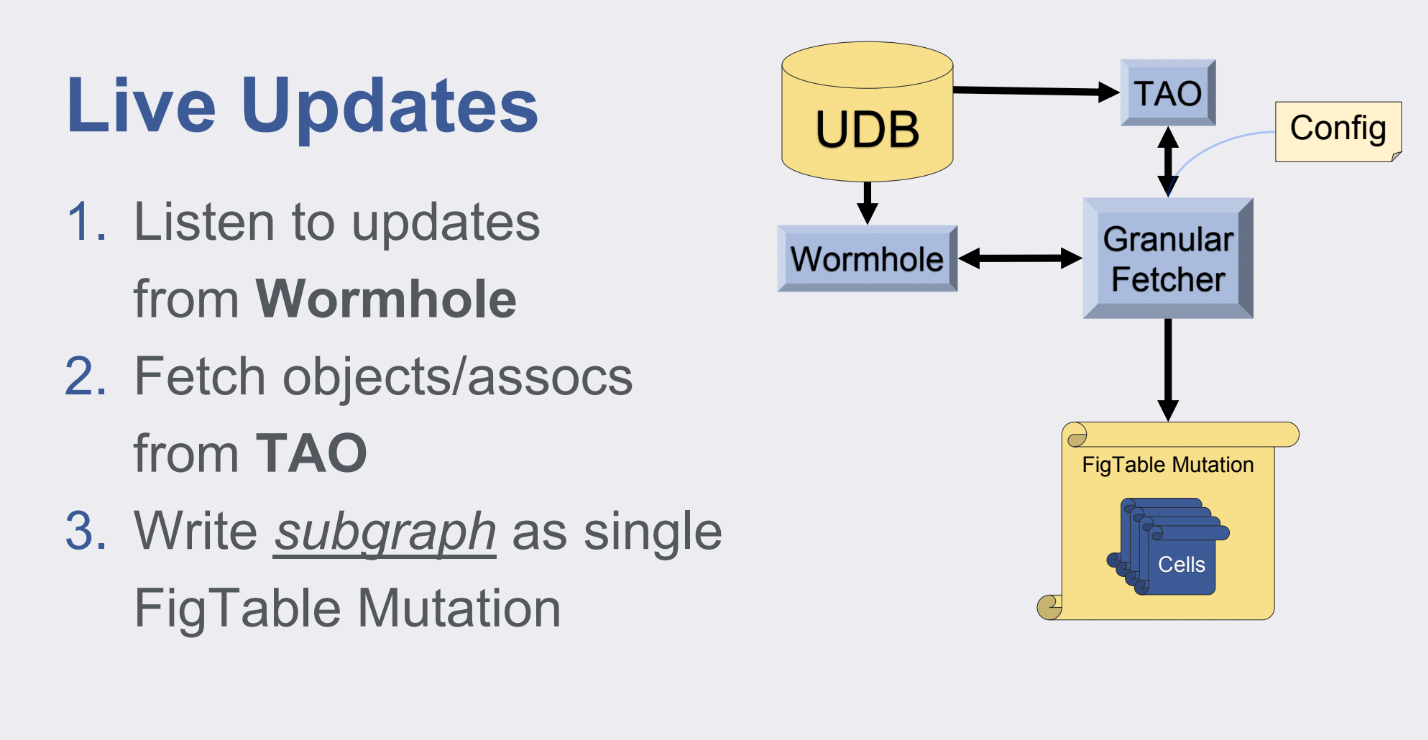 Live Updates
1. Listen to updates
from Wormhole
2. Fetch objects/assocs
from TAO
3. Write subgraph as single
FigTable Mutation
UDB
TAO
Config
Wormhole
Granular
Fetcher
FigTable Mutation
Cells